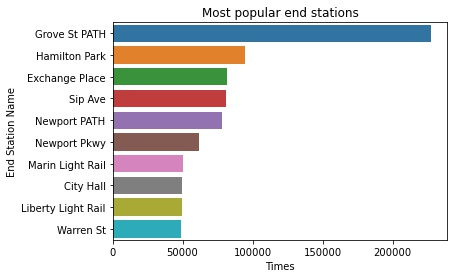 Most popular end stations
End Station Name
Grove St PATH
Hamilton Park
Exchange Place
Sip Ave
Newport PATH
Newport Pkwy
Marin Light Rail
City Hall
Liberty Light Rail
Warren St
0 50000 100000 150000 200000
Times